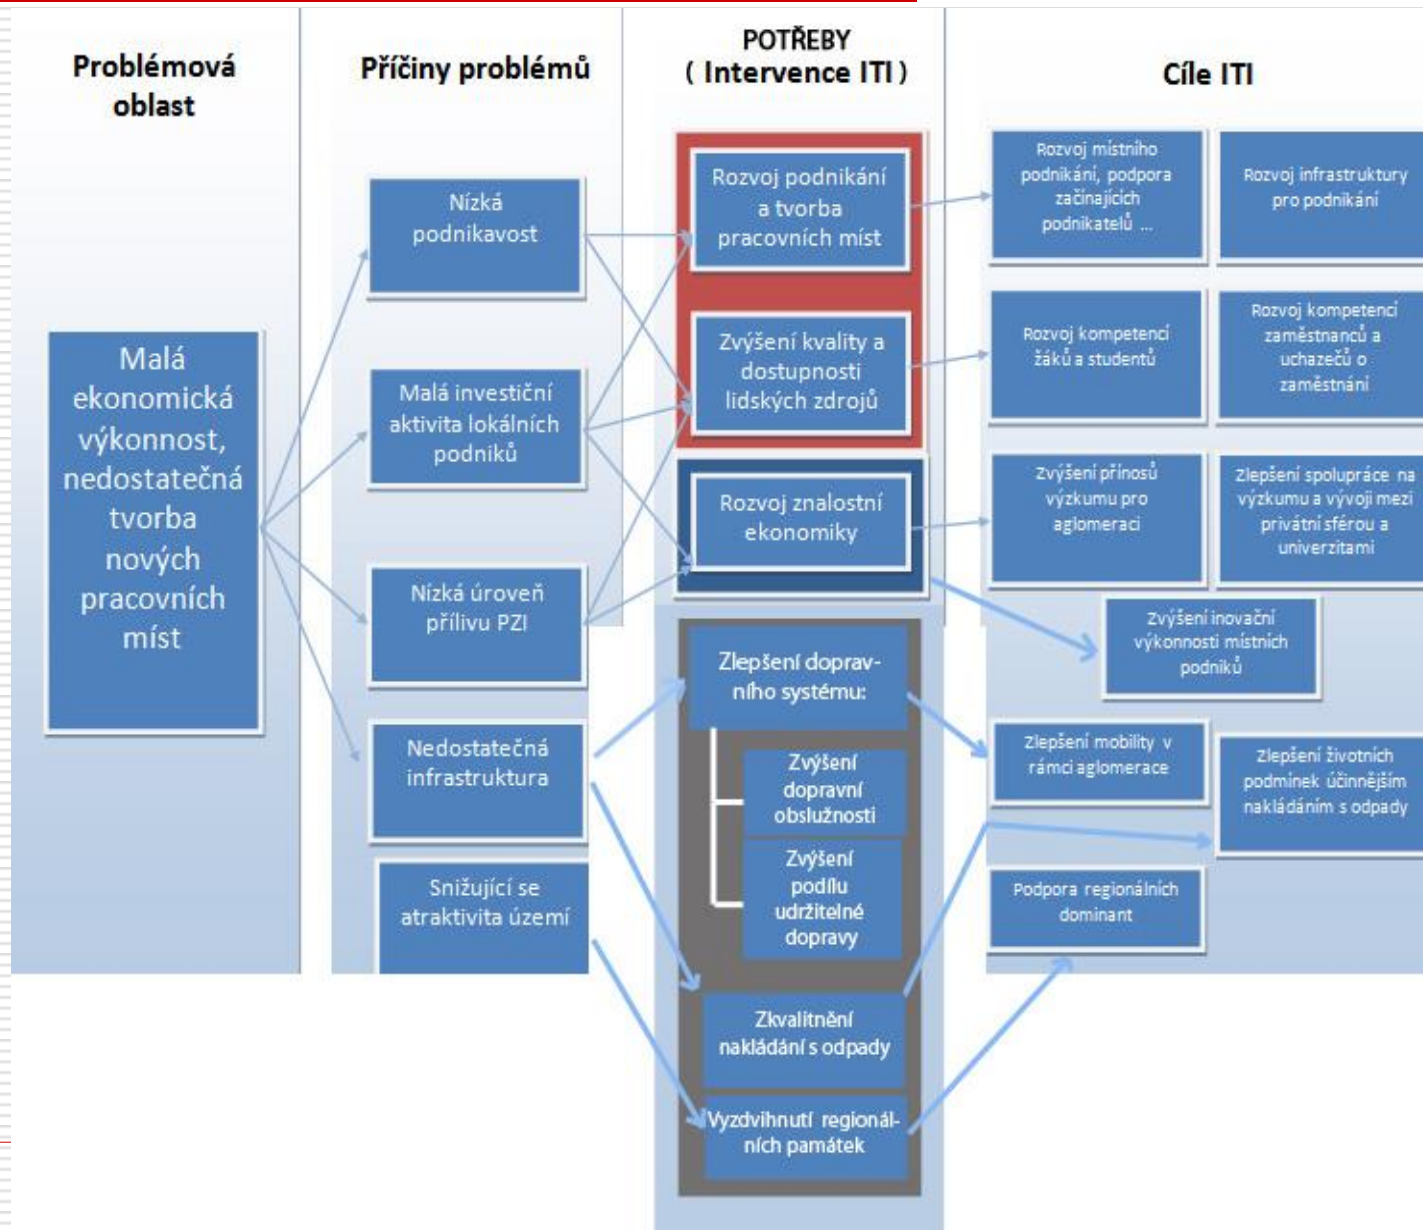 Problémová
oblast
Příčiny problémů
POTŘEBY
( Intervence ITI )
Cíle ITI
Malá
ekonomická
výkonnost,
nedostatečná
tvorba
nových
pracovních
míst
Nízká
podnikavost
Malá investiční
aktivita lokálních
podniků
Nízká úroveň
přílivu PZI
Nedostatečná
infrastruktura
Snižující se
atraktivita území
Rozvoj podnikání
a tvorba
pracovních míst
Zvýšení kvality a
dostupnosti
lidských zdrojů
Rozvoj znalostní
ekonomiky
Zlepšení doprav-
ního systému:
Zvýšení
dopravní
obslužnosti
Zvýšení
podílu
udržitelné
dopravy
Zkvalitnění
nakládání s odpady
Vyzdvihnutí regionál-
ních památek
Rozvoj místního
podnikání, podpora
začínajících
podnikatelů ...
Rozvoj infrastruktury
pro podnikání
Rozvoj kompetencí
žáků a studentů
Rozvoj kompetencí
zaměstnanců a
uchazečů o
zaměstnání
Zvýšení přínosů
výzkumu pro
aglomeraci
Zlepšení spolupráce na
výzkumu a vývoji mezi
privátní sférou a
univerzitami
Zvýšení inovační
výkonnosti místních
podniků
Zlepšení mobility v
rámci aglomerace
Zlepšení životních
podmínek účinnějším
nakládáním s odpady
Podpora regionálních
dominant